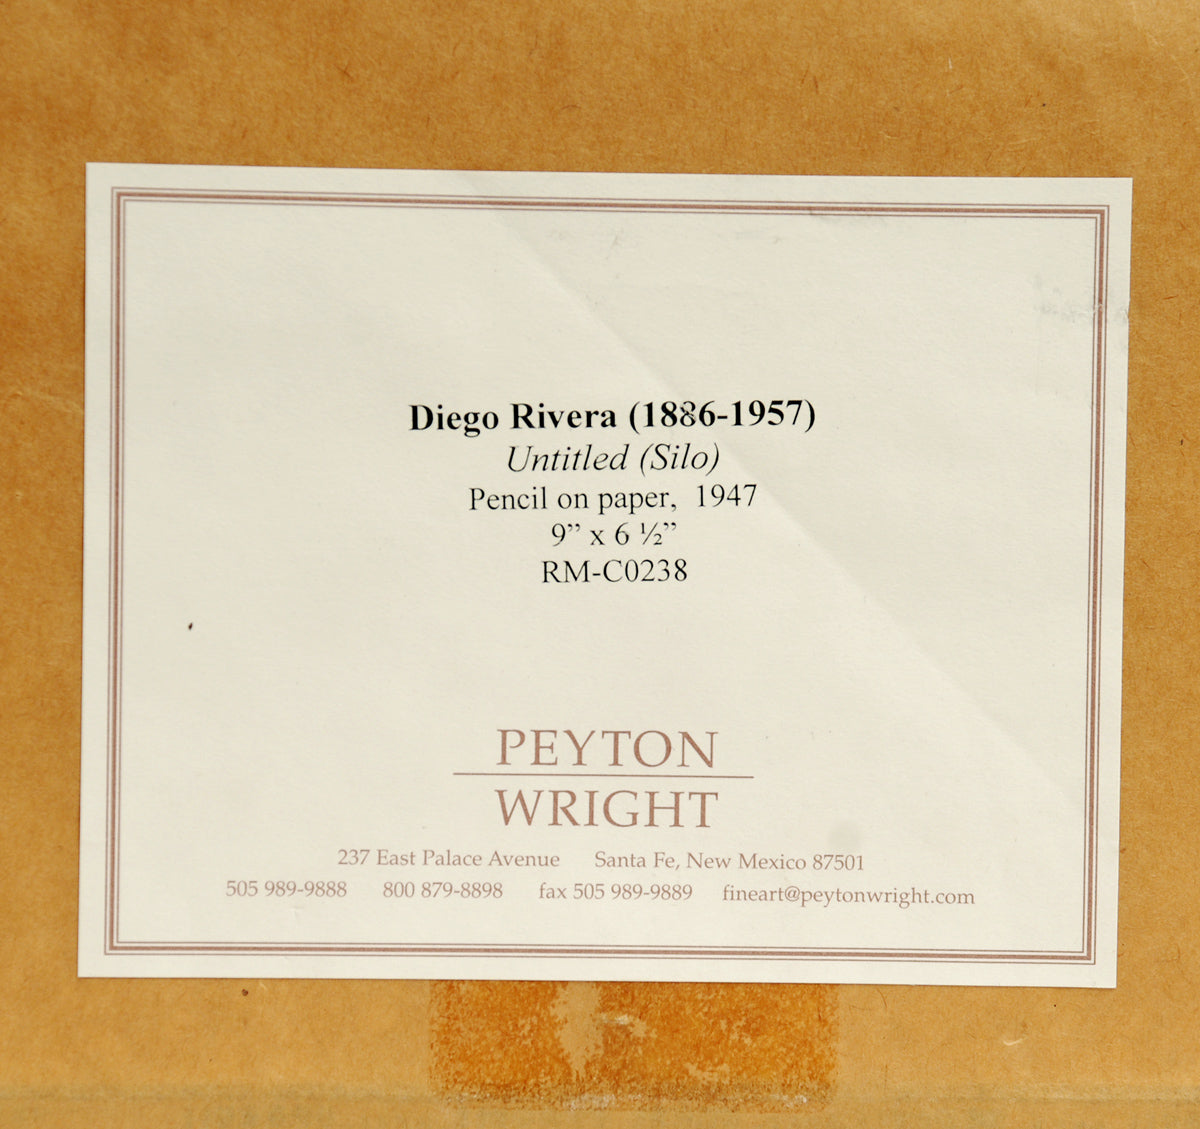 Diego Rivera (1886-1957)
Untitled (Silo)
Pencil on paper, 1947
9” x 6 ½”
RM-C0238
PEYTON
WRIGHT
237 East Palace Avenue Santa Fe, New Mexico 87501
505 989-9888 800 879-8898 fax 505 989-9889 fineart@peytonwright.com